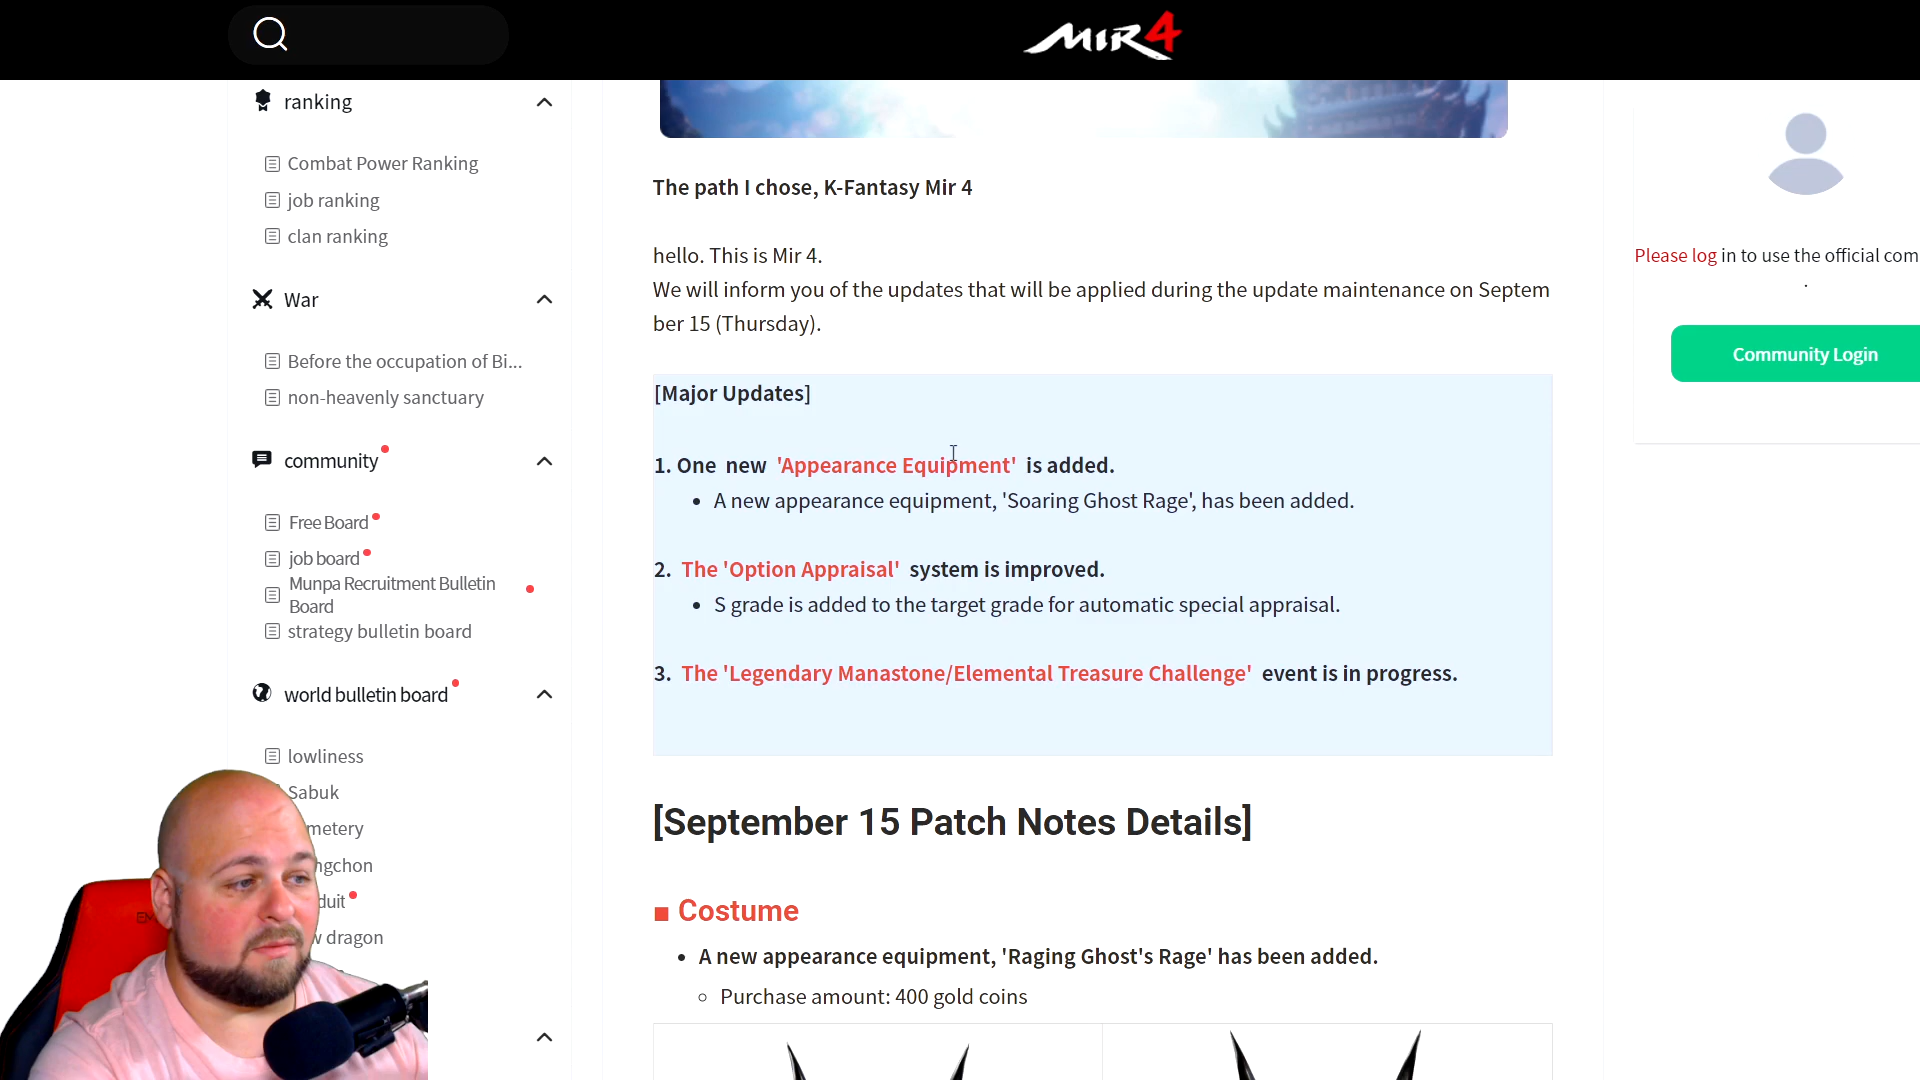 MIR4
ranking
Combat Power Ranking
job ranking
clan ranking
War
Before the occupation of Bi...
non-heavenly sanctuary
community
Free Board
job board
Munpa Recruitment Bulletin
Board
strategy bulletin board
world bulletin board
lowliness
Sabuk
metery
ngchon
duit
dragon
The path I chose, K-Fantasy Mir 4
hello. This is Mir 4.
We will inform you of the updates that will be applied during the update maintenance on Septem
ber 15 (Thursday).
[Major Updates]
1. One new 'Appearance Equipment' is added.
• A new appearance equipment, 'Soaring Ghost Rage', has been added.
2. The 'Option Appraisal' system is improved.
• S grade is added to the target grade for automatic special appraisal.
3. The 'Legendary Manastone/Elemental Treasure Challenge' event is in progress.
[September 15 Patch Notes Details]
■ Costume
• A new appearance equipment, 'Raging Ghost's Rage' has been added.
○ Purchase amount: 400 gold coins
Please log in to use the official com
.
Community Login